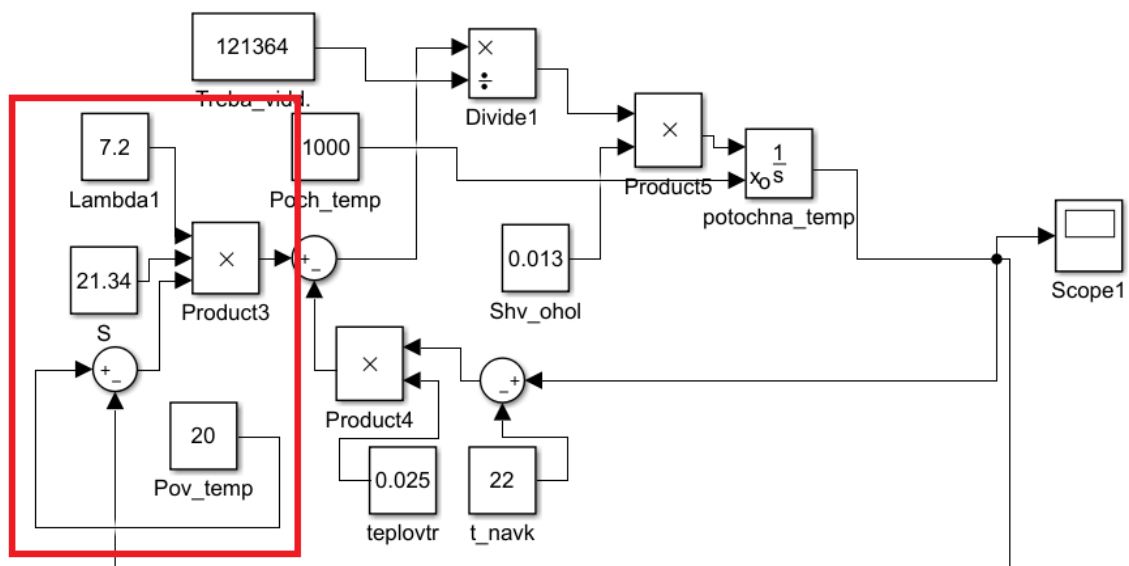 121364
Treba_vidd.
×
÷
Divide1
7.2
Lambda1
1000
Poch_temp
×
Product5
1
s
xo
potochna_temp
21.34
S
×
Product3
+
−
0.013
Shv_ohol
Scope1
+
−
×
Product4
−
+
20
Pov_temp
0.025
teplovtr
22
t_navk